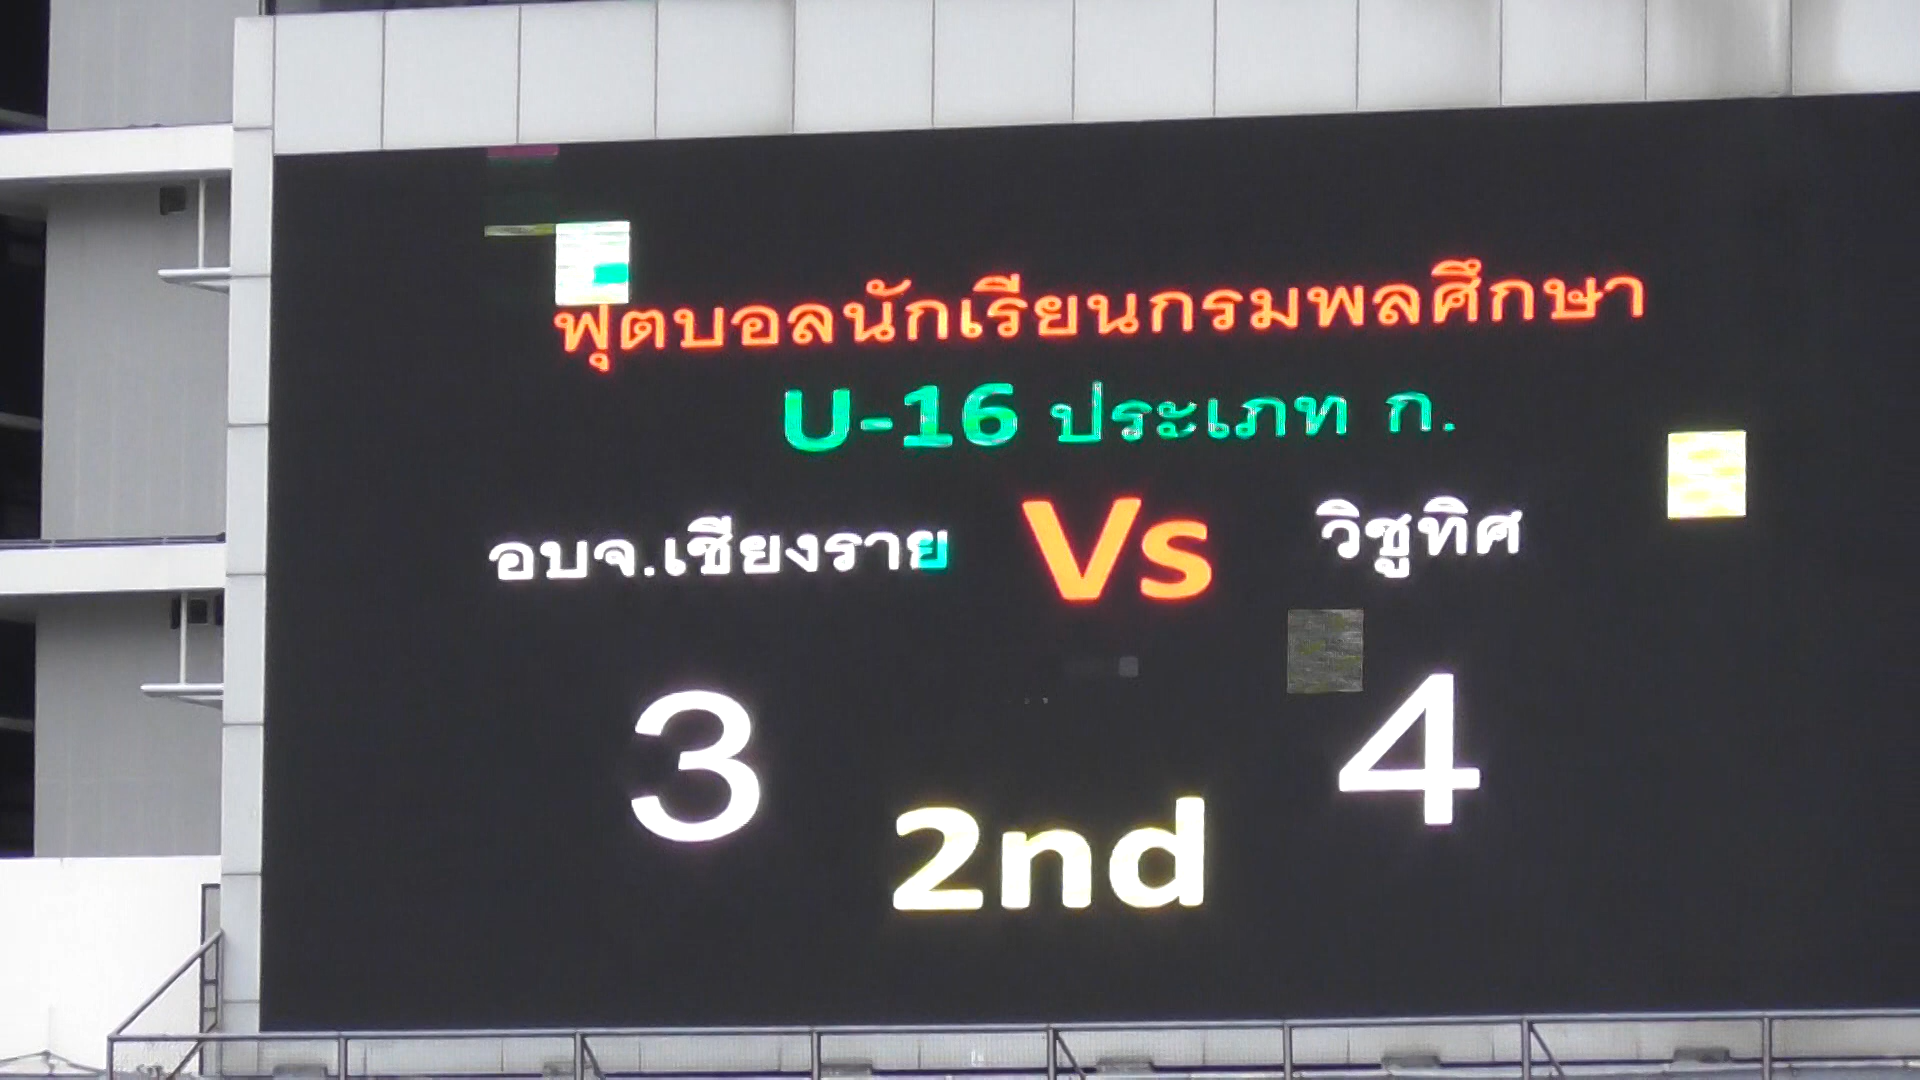 ฟุตบอลนักเรียนกรมพลศึกษา
U-16 ประเภท ก.
อบจ.เชียงราย Vs วิชูทิศ
3 4
2nd